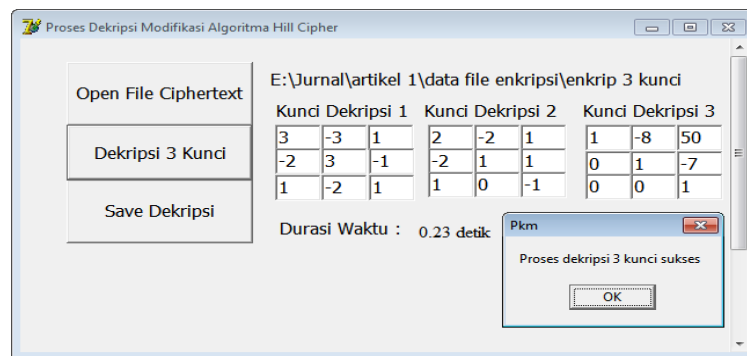 Proses Dekripsi Modifikasi Algoritma Hill Cipher
Open File Ciphertext
Dekripsi 3 Kunci
Save Dekripsi
E:\Jurnal\artikel 1\data file enkripsi\enkrip 3 kunci
Kunci Dekripsi 1 Kunci Dekripsi 2 Kunci Dekripsi 3
3 -3 1 2 -2 1 1 -8 50
-2 3 -1 -2 1 1 0 1 -7
1 -2 1 1 0 -1 0 0 1
Durasi Waktu : 0.23 detik
Pkm
Proses dekripsi 3 kunci sukses
OK